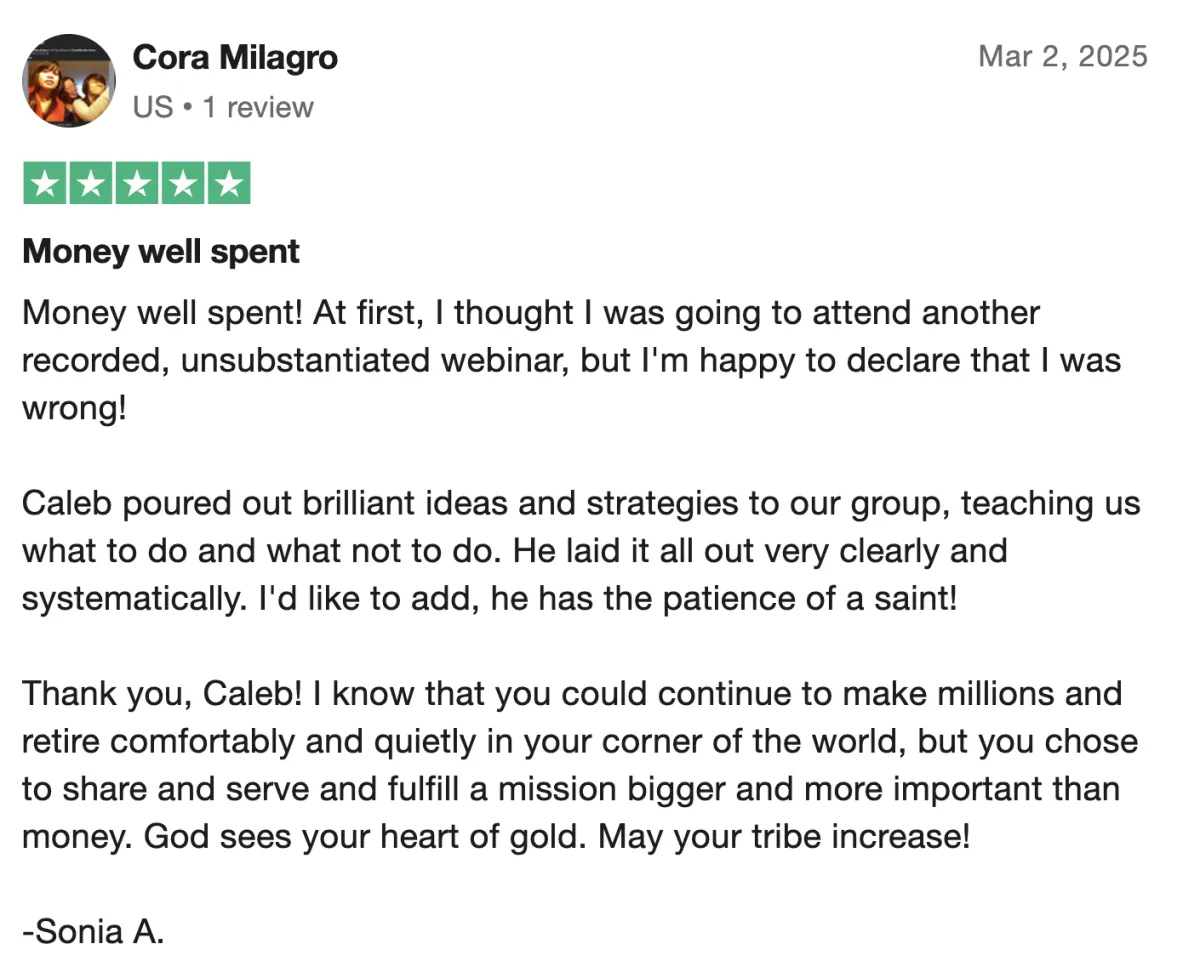 Cora Milagro
Mar 2, 2025
US • 1 review
Money well spent
Money well spent! At first, I thought I was going to attend another
recorded, unsubstantiated webinar, but I'm happy to declare that I was
wrong!
Caleb poured out brilliant ideas and strategies to our group, teaching us
what to do and what not to do. He laid it all out very clearly and
systematically. I'd like to add, he has the patience of a saint!
Thank you, Caleb! I know that you could continue to make millions and
retire comfortably and quietly in your corner of the world, but you chose
to share and serve and fulfill a mission bigger and more important than
money. God sees your heart of gold. May your tribe increase!
-Sonia A.